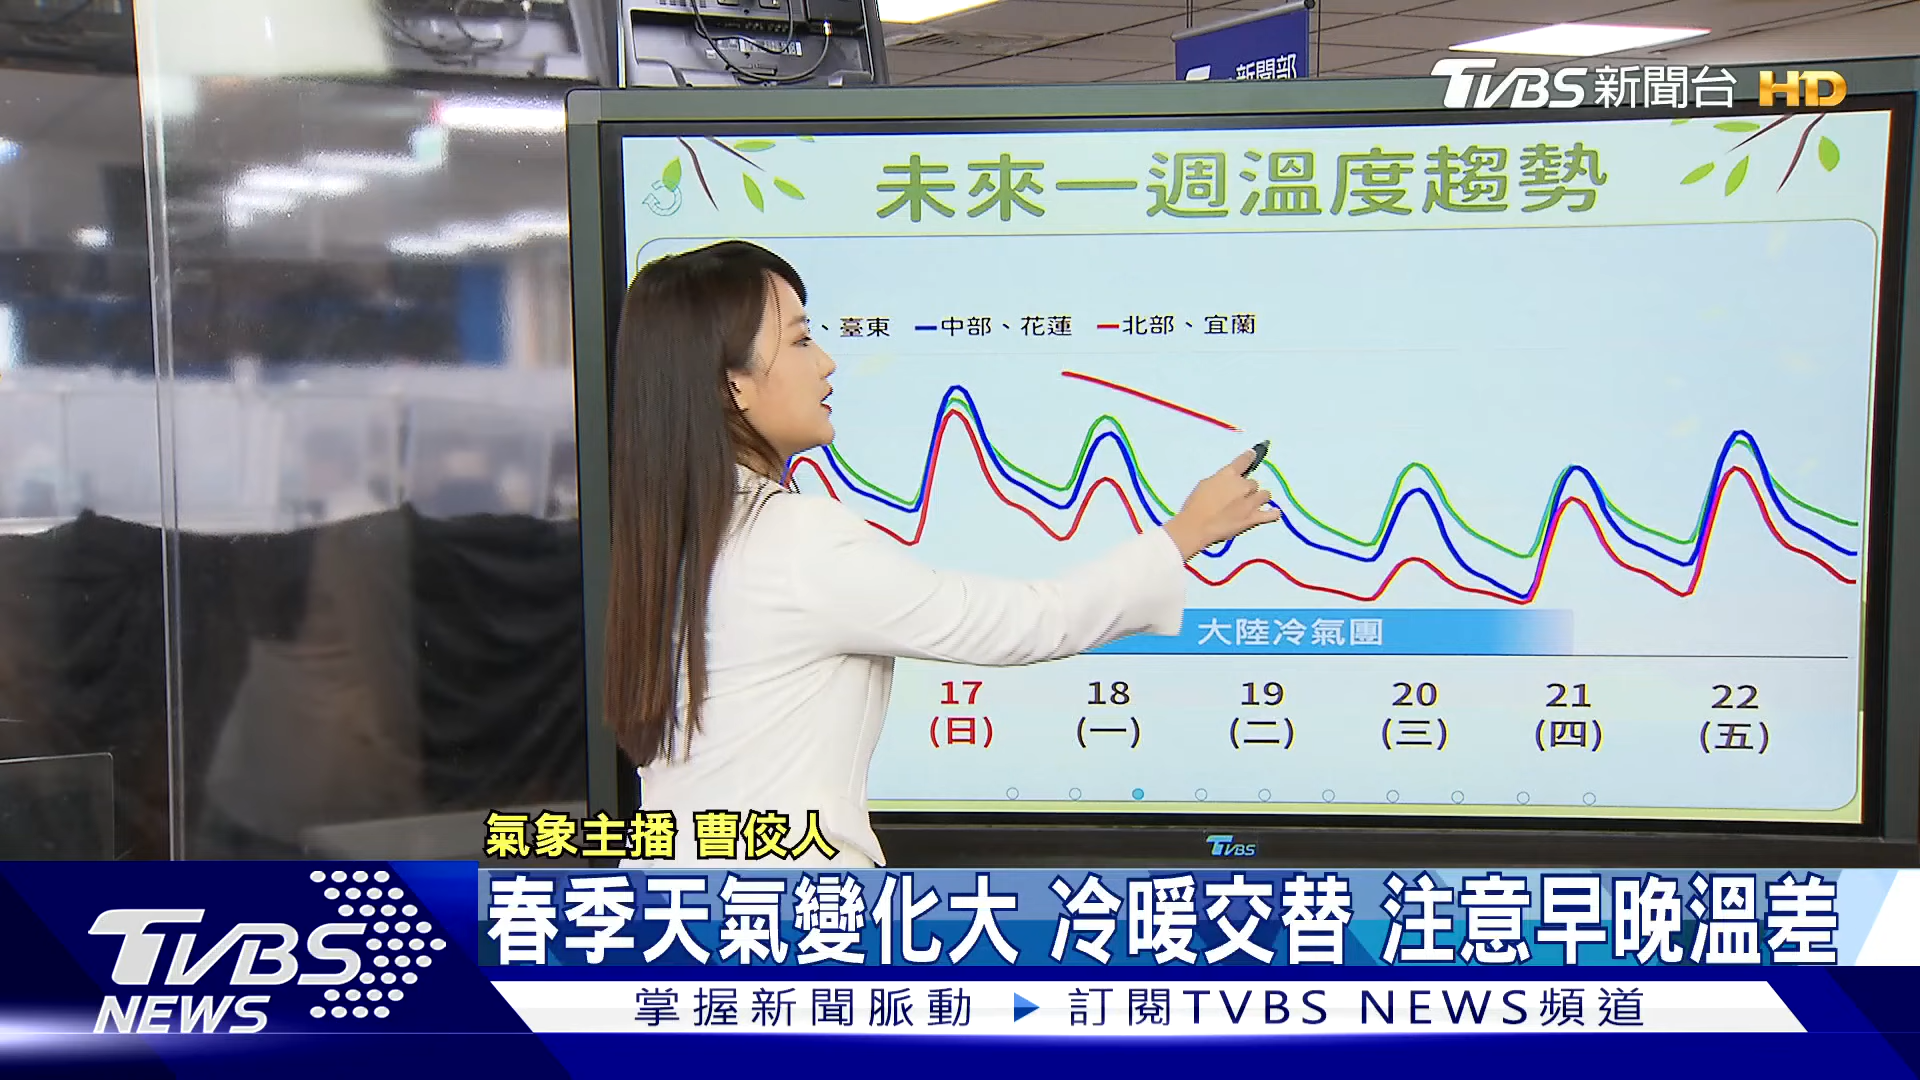 新聞部
TVBS新聞台 HD
未來一週溫度趨勢
、臺東 中部、花蓮 北部、宜蘭
大陸冷氣團
17 18 19 20 21 22
(日) (一) (二) (三) (四) (五)
TVBS
氣象主播 曹佼人
春季天氣變化大 冷暖交替 注意早晚溫差
TVBS
NEWS
掌握新聞脈動 訂閱TVBS NEWS頻道